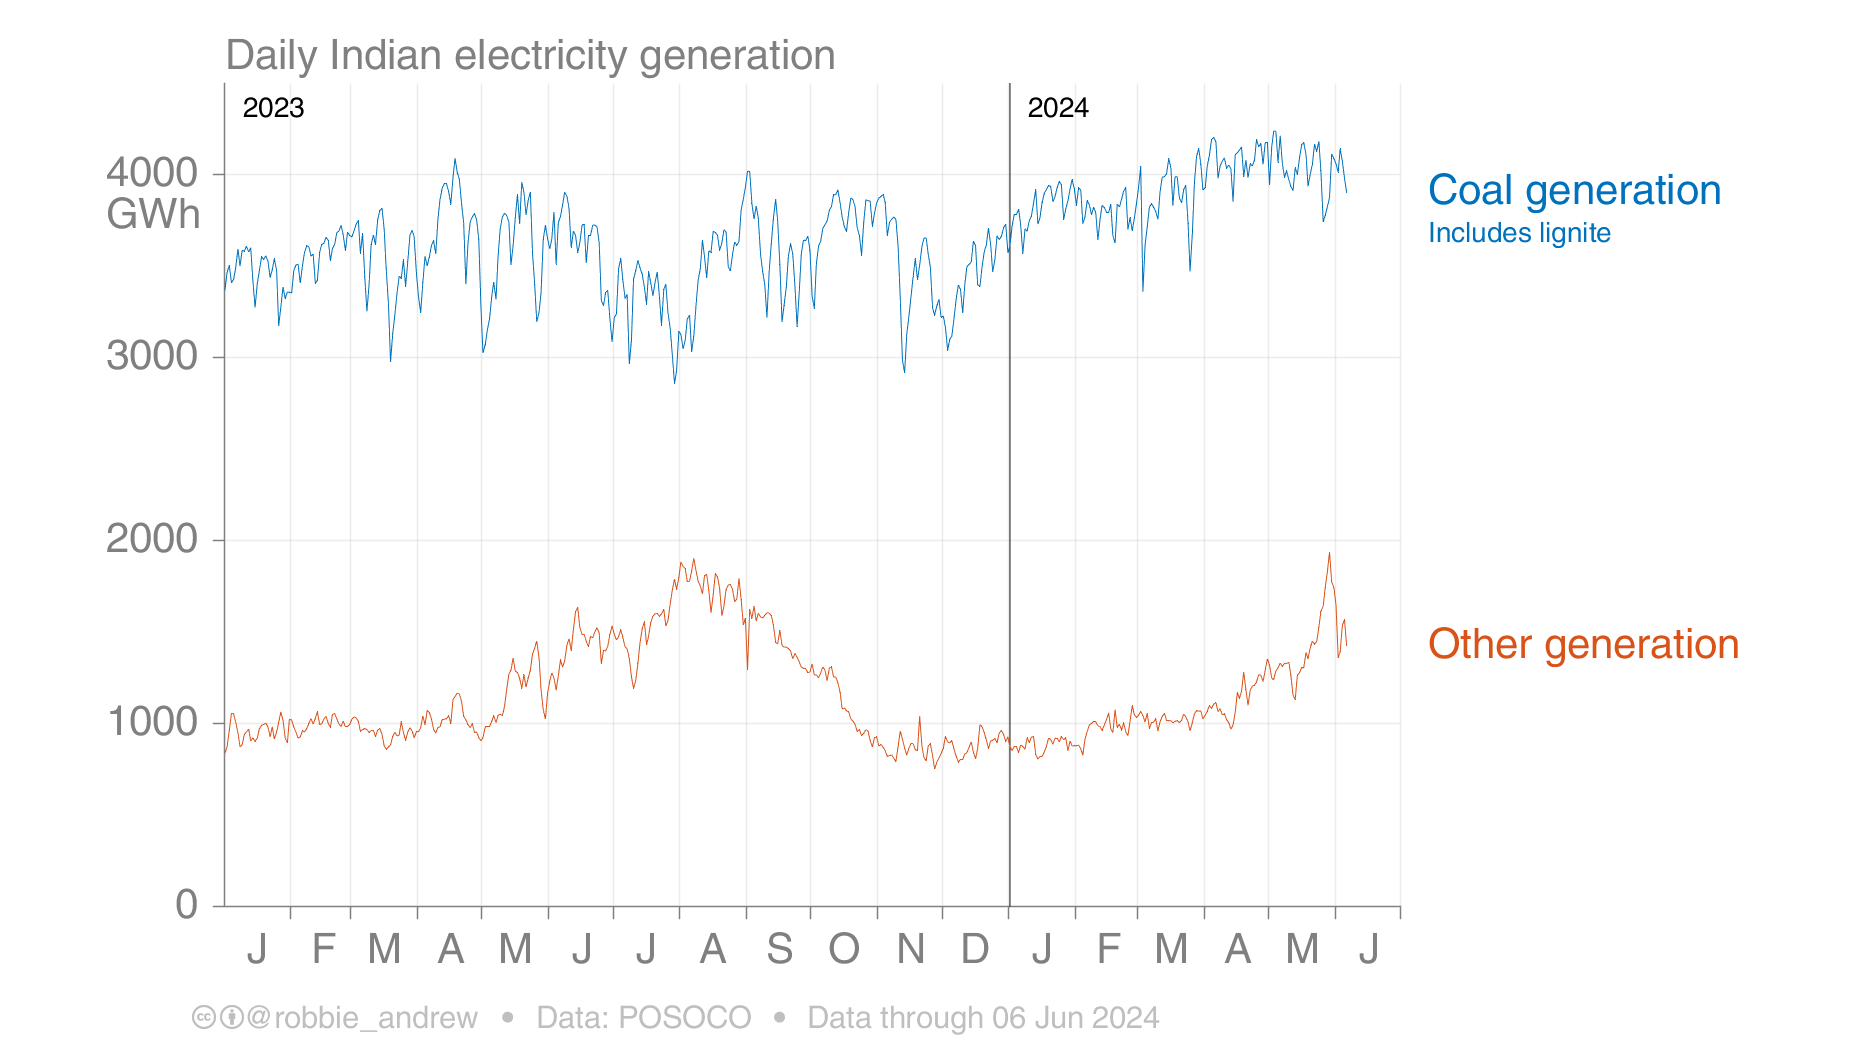 Daily Indian electricity generation
2023
2024
4000
GWh
3000
2000
1000
0
Coal generation
Includes lignite
Other generation
J F M A M J J A S O N D J F M A M J
cc @robbie_andrew • Data: POSOCO • Data through 06 Jun 2024